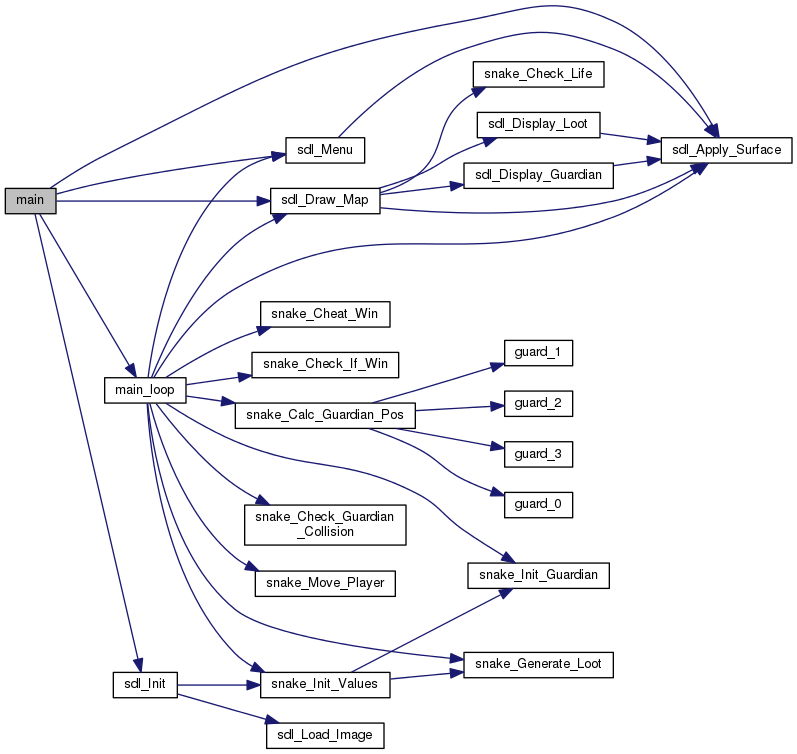 snake_Check_Life
sdl_Display_Loot
sdl_Menu
sdl_Apply_Surface
sdl_Display_Guardian
main
sdl_Draw_Map
snake_Cheat_Win
guard_1
snake_Check_If_Win
main_loop
guard_2
snake_Calc_Guardian_Pos
guard_3
guard_0
snake_Check_Guardian
_Collision
snake_Init_Guardian
snake_Move_Player
snake_Generate_Loot
sdl_Init
snake_Init_Values
sdl_Load_Image